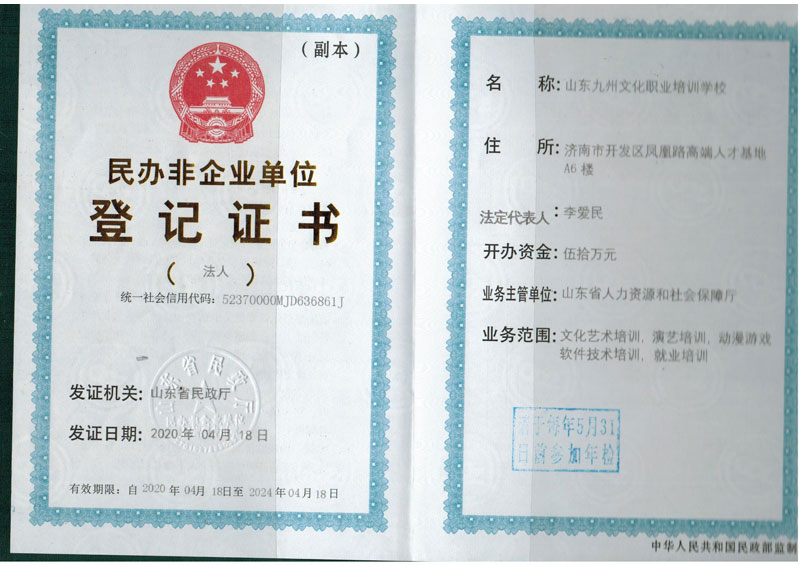 （副本）
民办非企业单位
登记证书
（ 法人 ）
统一社会信用代码：52370000MJD636861J
山东省民政厅
发证机关：山东省民政厅
发证日期：2020 年 04 月 18 日
有效期限：自 2020 年 04月 18日至 2024 年 04 月 18 日
名 称：山东九州文化职业培训学校
住 所：济南市开发区凤凰路高端人才基地
A6 楼
法定代表人：李爱民
开办资金：伍拾万元
业务主管单位：山东省人力资源和社会保障厅
业务范围：文化艺术培训，演艺培训，动漫游戏
软件技术培训，就业培训
请于每年5月31
日前参加年检
中华人民共和国民政部监制